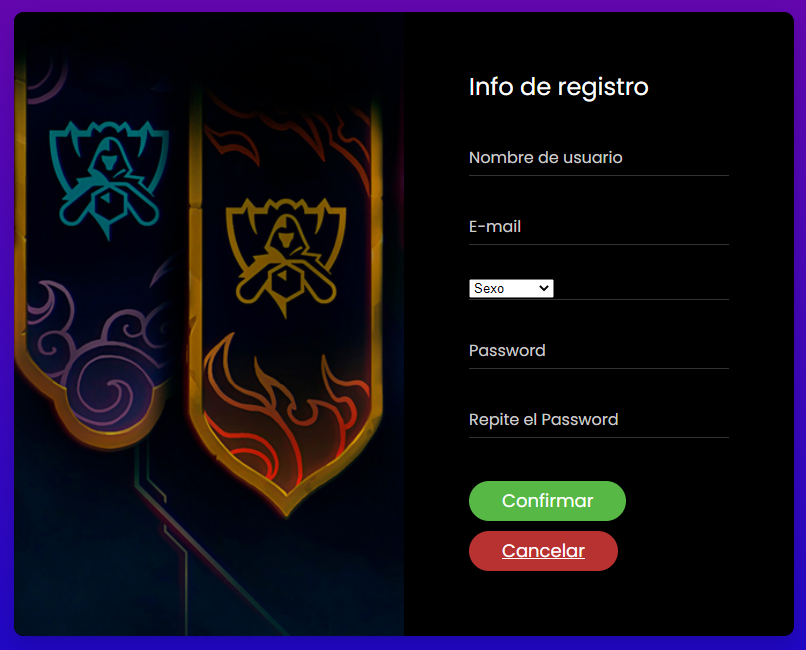 Info de registro
Nombre de usuario
E-mail
Sexo
Password
Repite el Password
Confirmar
Cancelar